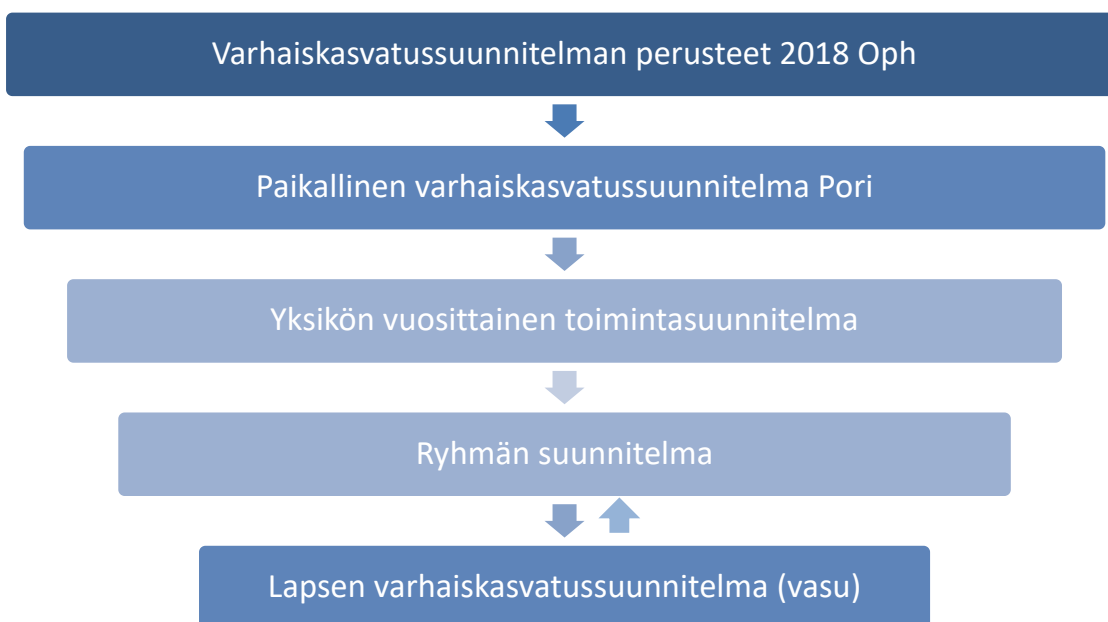 Varhaiskasvatussuunnitelman perusteet 2018 Oph
Paikallinen varhaiskasvatussuunnitelma Pori
Yksikön vuosittainen toimintasuunnitelma
Ryhmän suunnitelma
Lapsen varhaiskasvatussuunnitelma (vasu)